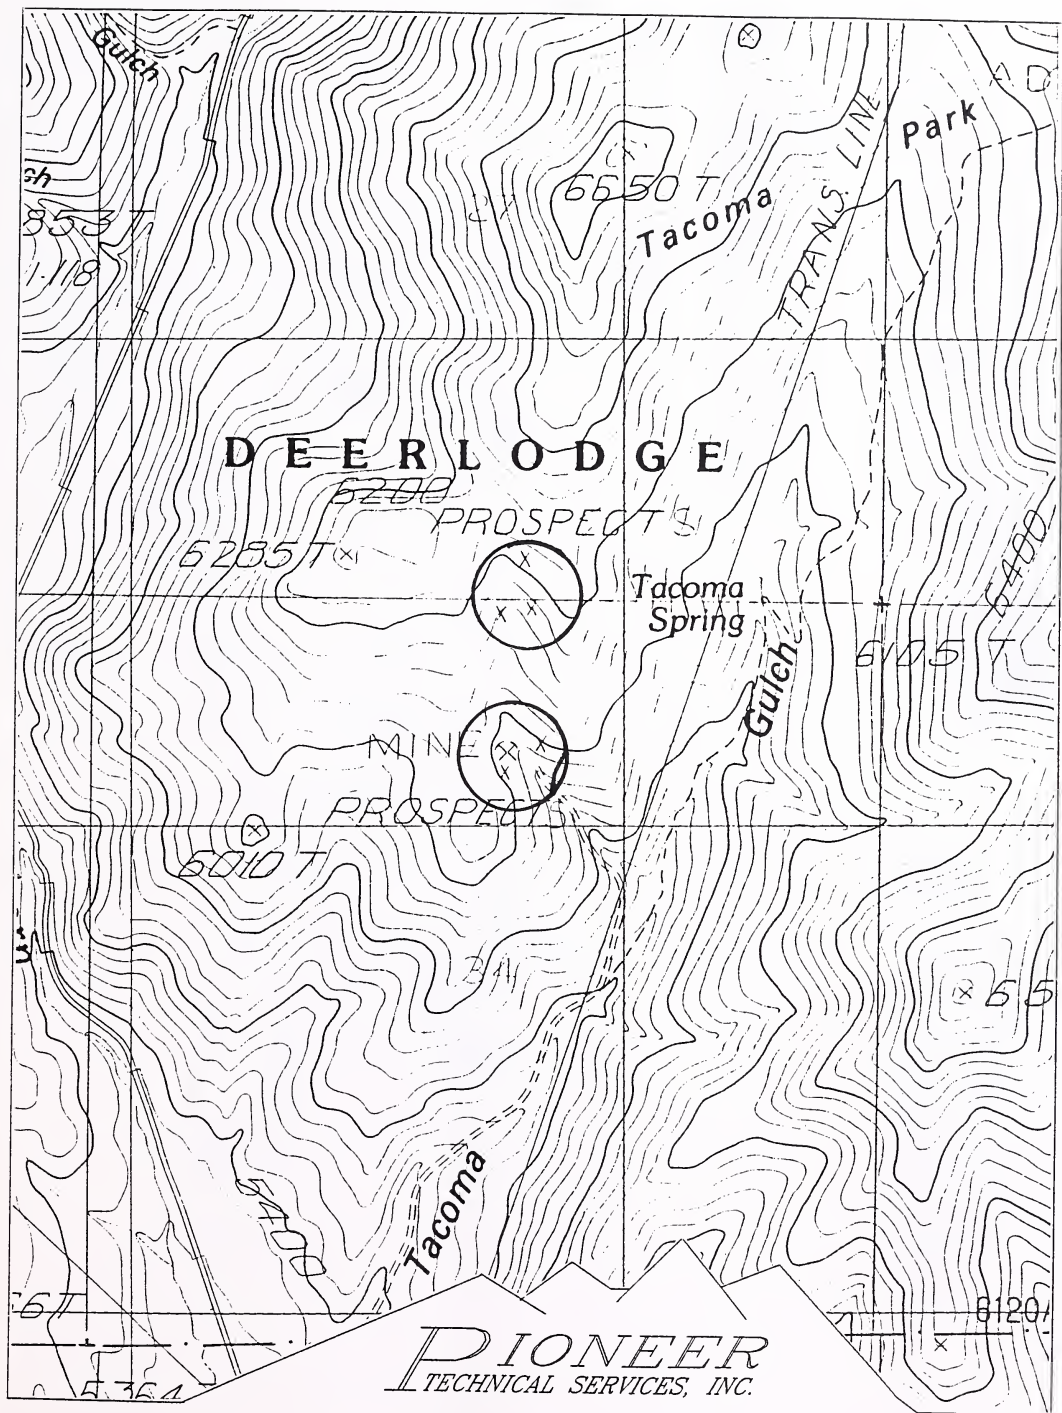 Gulch
Park
853 T
6650 T
Tacoma
TRANS. LINE
DEERLODGE
6200
PROSPECTS
6285 T
Tacoma
Spring
6400
6105 T
Gulch
MINE
PROSPECTS
6010 T
34
Tacoma
5400
6120
PIONEER
TECHNICAL SERVICES, INC.